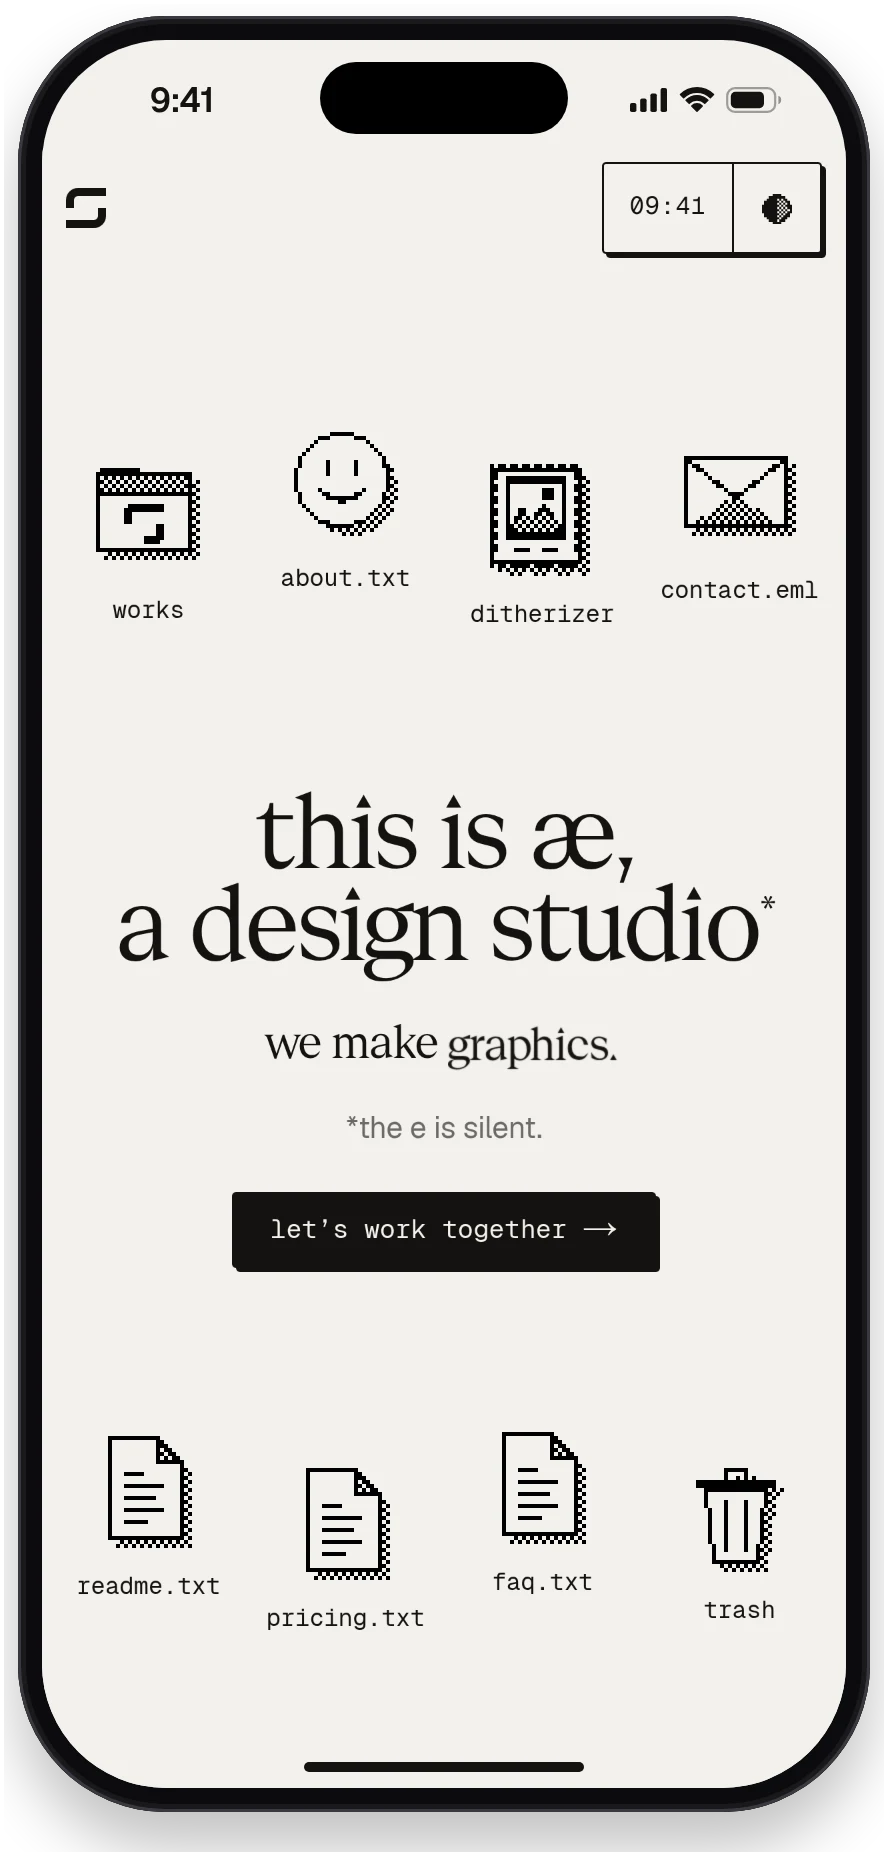 9:41
09:41
works
about.txt
ditherizer
contact.eml
this is æ,
a design studio*
we make graphics.
*the e is silent.
let’s work together →
readme.txt
pricing.txt
faq.txt
trash